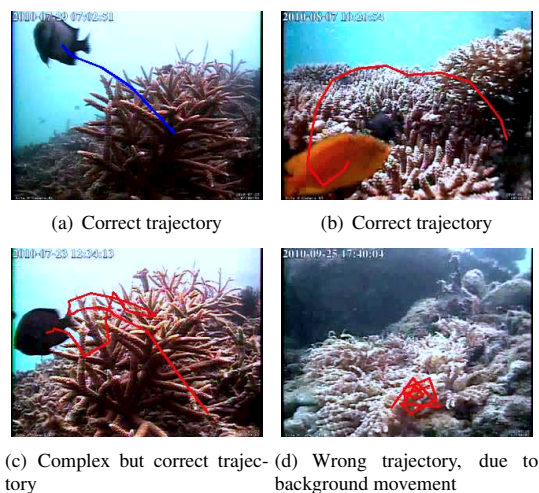 2010-07-29 07:02:51
2010-08-07 10:24:54
(a) Correct trajectory
(b) Correct trajectory
2010-07-23 12:34:13
2010-09-25 17:40:04
(c) Complex but correct trajec-
tory
(d) Wrong trajectory, due to
background movement